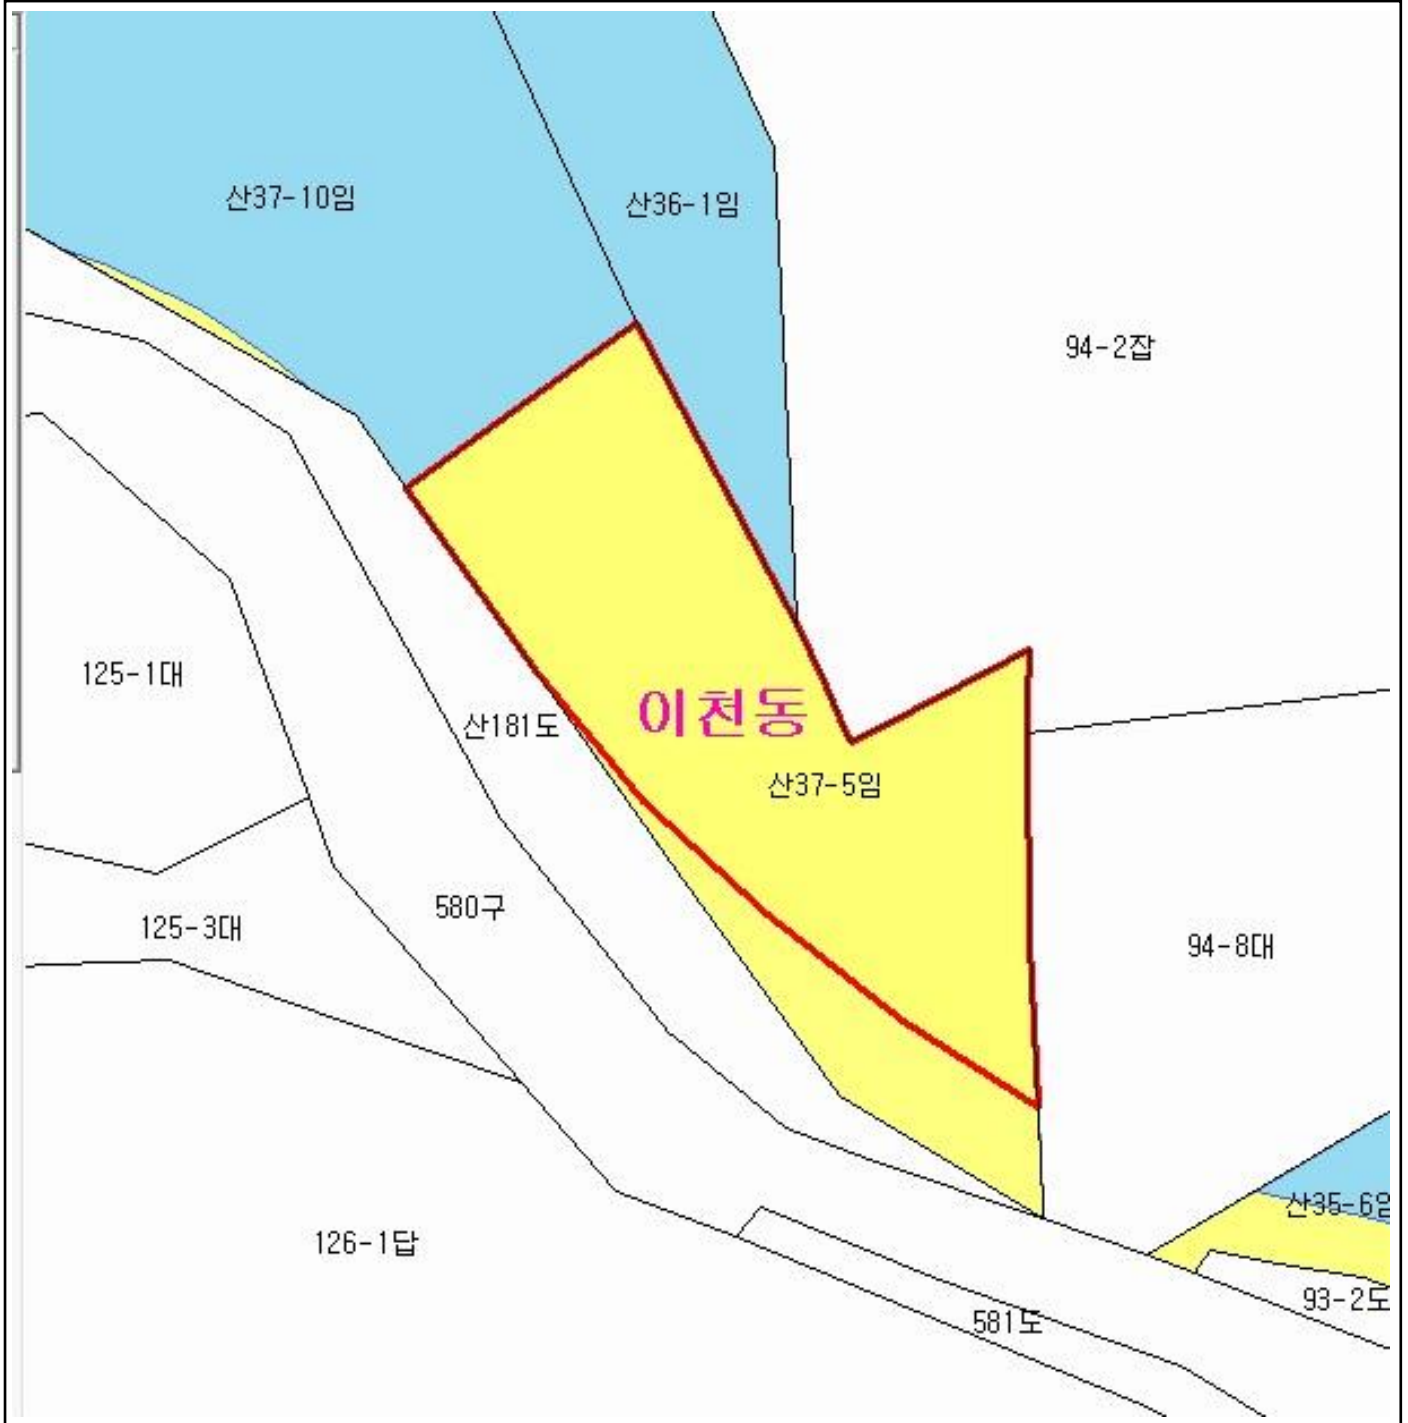 산37-10임
산36-1임
94-2잡
125-1대
이천동
산181도
산37-5임
580구
125-3대
94-8대
산35-6임
126-1답
93-2도
581도